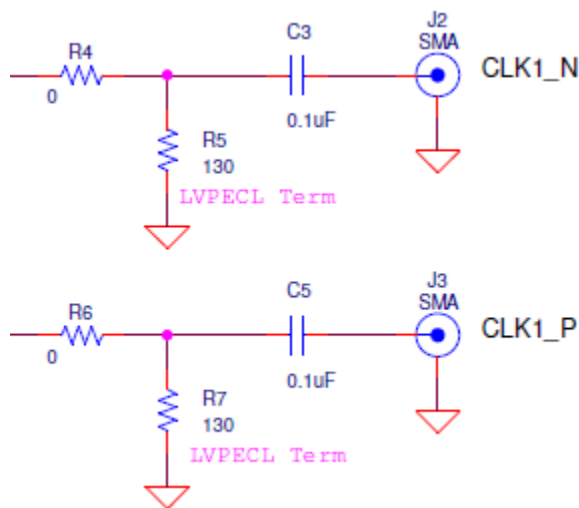 J2
SMA
CLK1_N
R4
0
C3
0.1uF
R5
130
LVPECL Term
J3
SMA
CLK1_P
R6
0
C5
0.1uF
R7
130
LVPECL Term